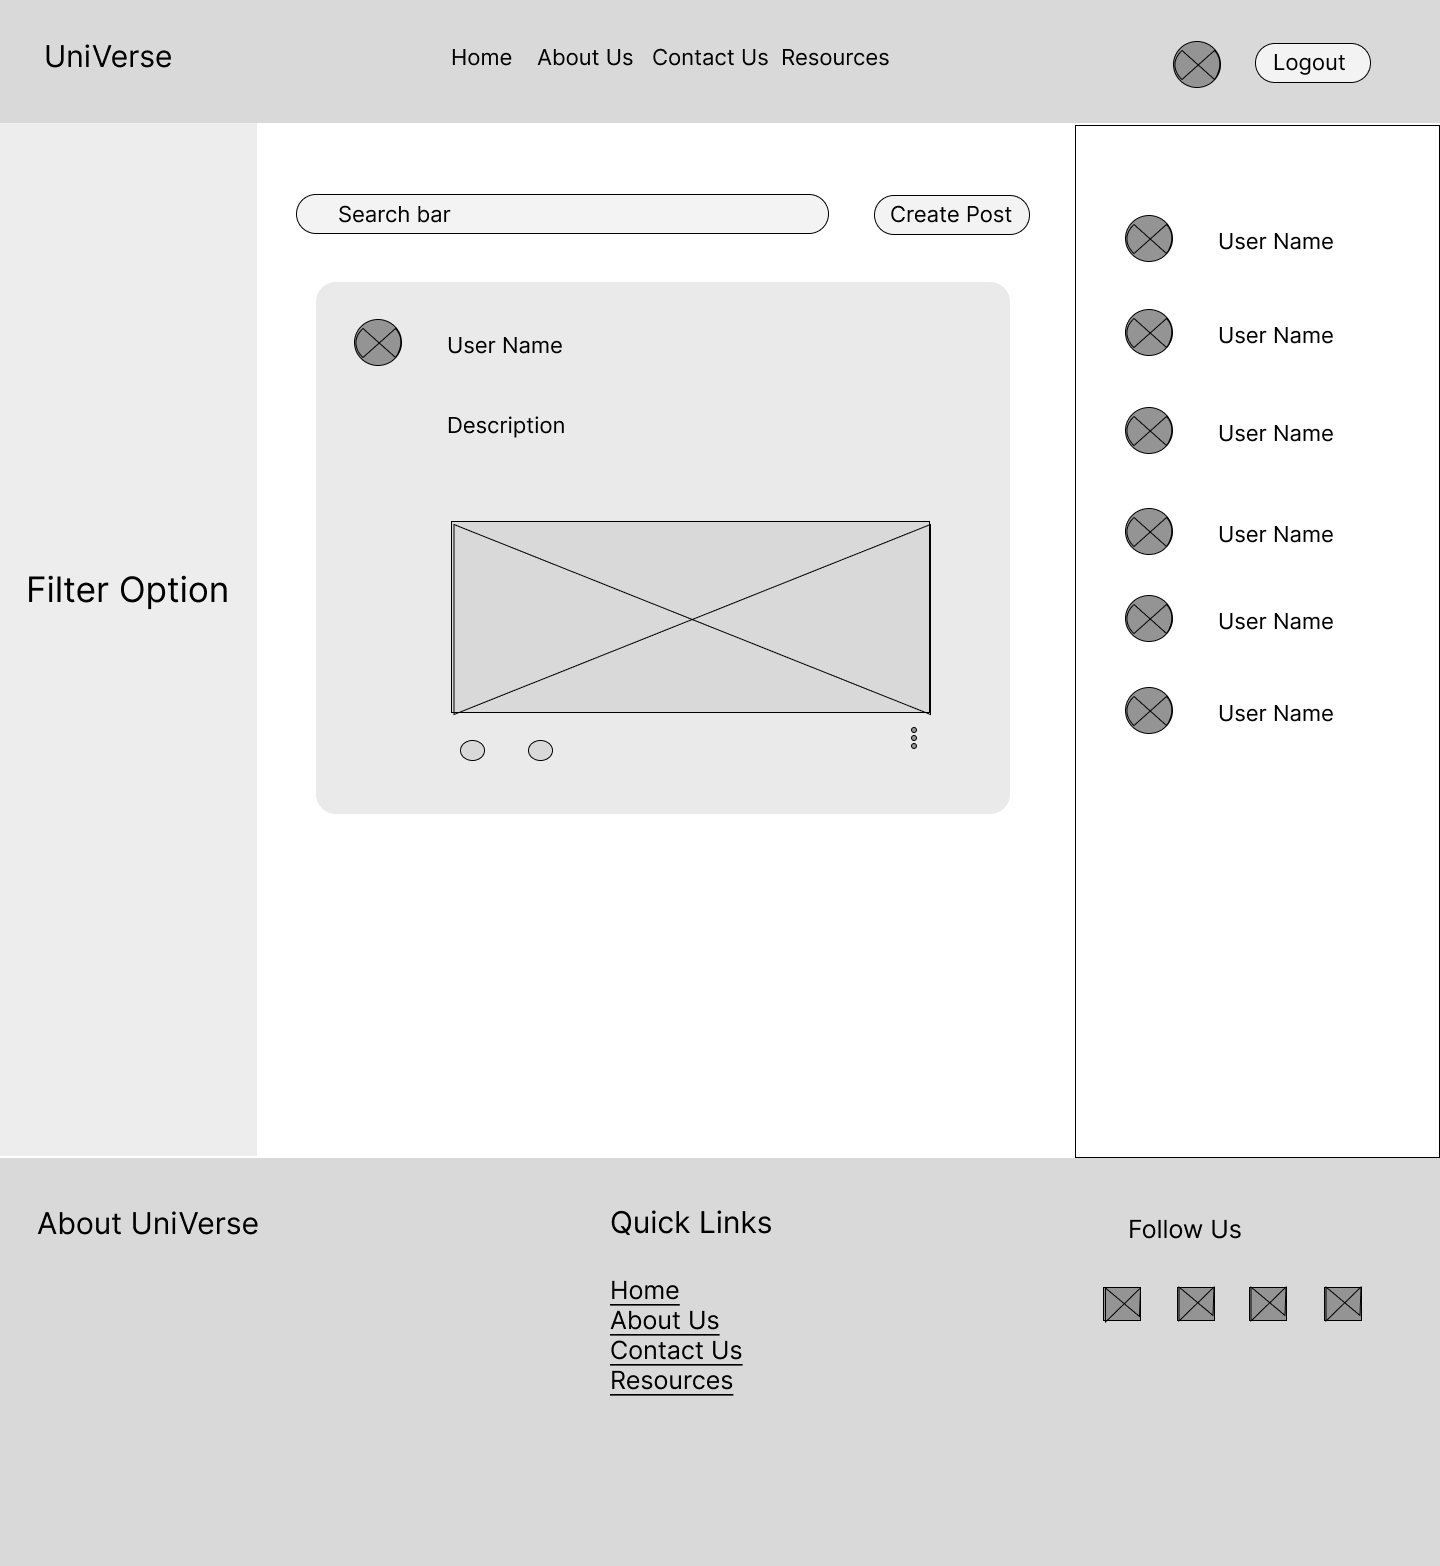 UniVerse
Home About Us Contact Us Resources
Logout
Search bar
Create Post
User Name
Description
Filter Option
User Name
User Name
User Name
User Name
User Name
User Name
About UniVerse
Quick Links
Home
About Us
Contact Us
Resources
Follow Us